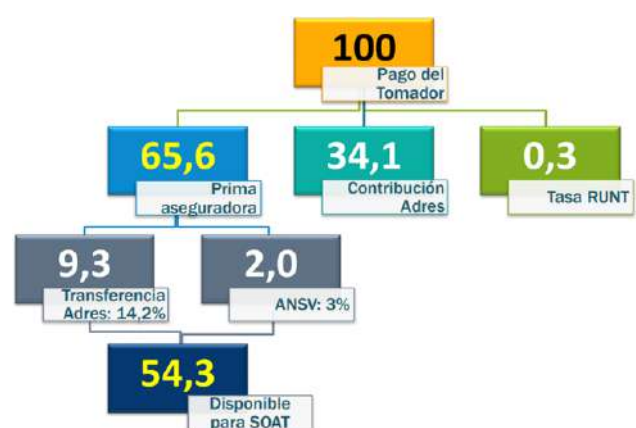 100
Pago del
Tomador
65,6
Prima
aseguradora
34,1
Contribución
Adres
0,3
Tasa RUNT
9,3
Transferencia
Adres: 14,2%
2,0
ANSV: 3%
54,3
Disponible
para SOAT